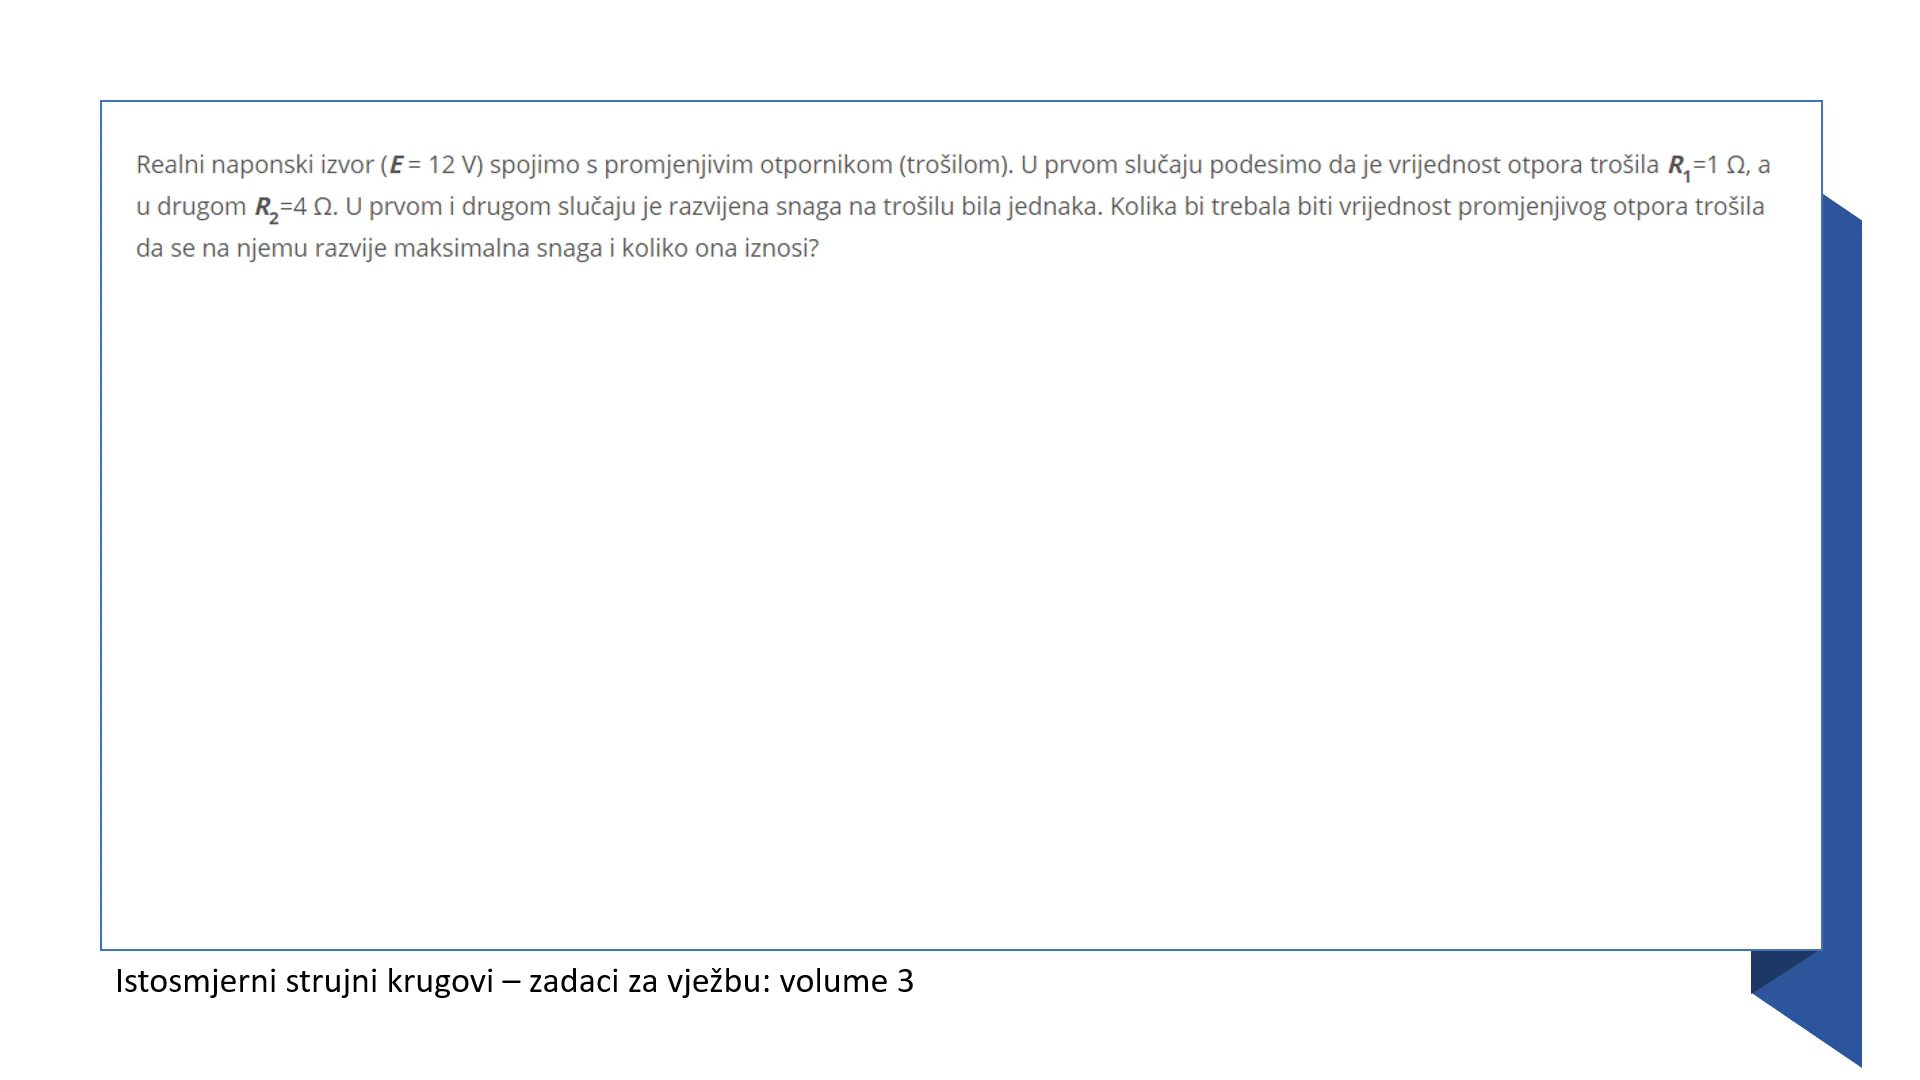 Realni naponski izvor (E = 12 V) spojimo s promjenjivim otpornikom (trošilom). U prvom slučaju podesimo da je vrijednost otpora trošila R₁=1 Ω, a
u drugom R₂=4 Ω. U prvom i drugom slučaju je razvijena snaga na trošilu bila jednaka. Kolika bi trebala biti vrijednost promjenjivog otpora trošila
da se na njemu razvije maksimalna snaga i koliko ona iznosi?
Istosmjerni strujni krugovi – zadaci za vježbu: volume 3